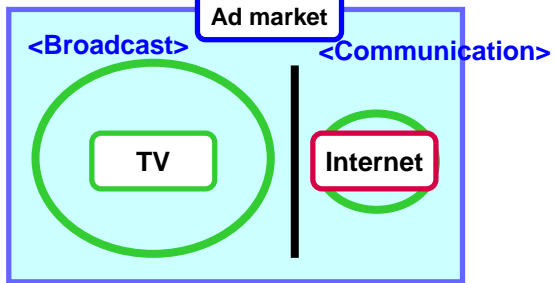 Ad market
<Broadcast>
<Communication>
TV
Internet